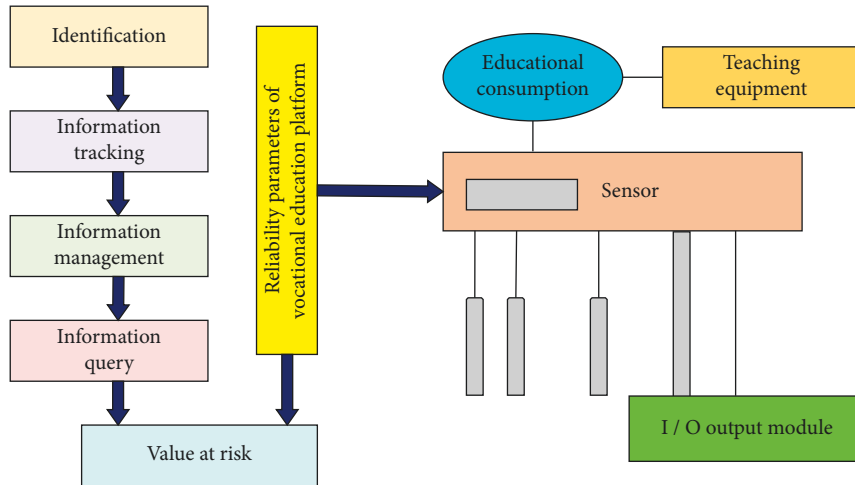 Identification
Information
tracking
Information
management
Information
query
Value at risk
Reliability parameters of
vocational education platform
Educational
consumption
Teaching
equipment
Sensor
I / O output module